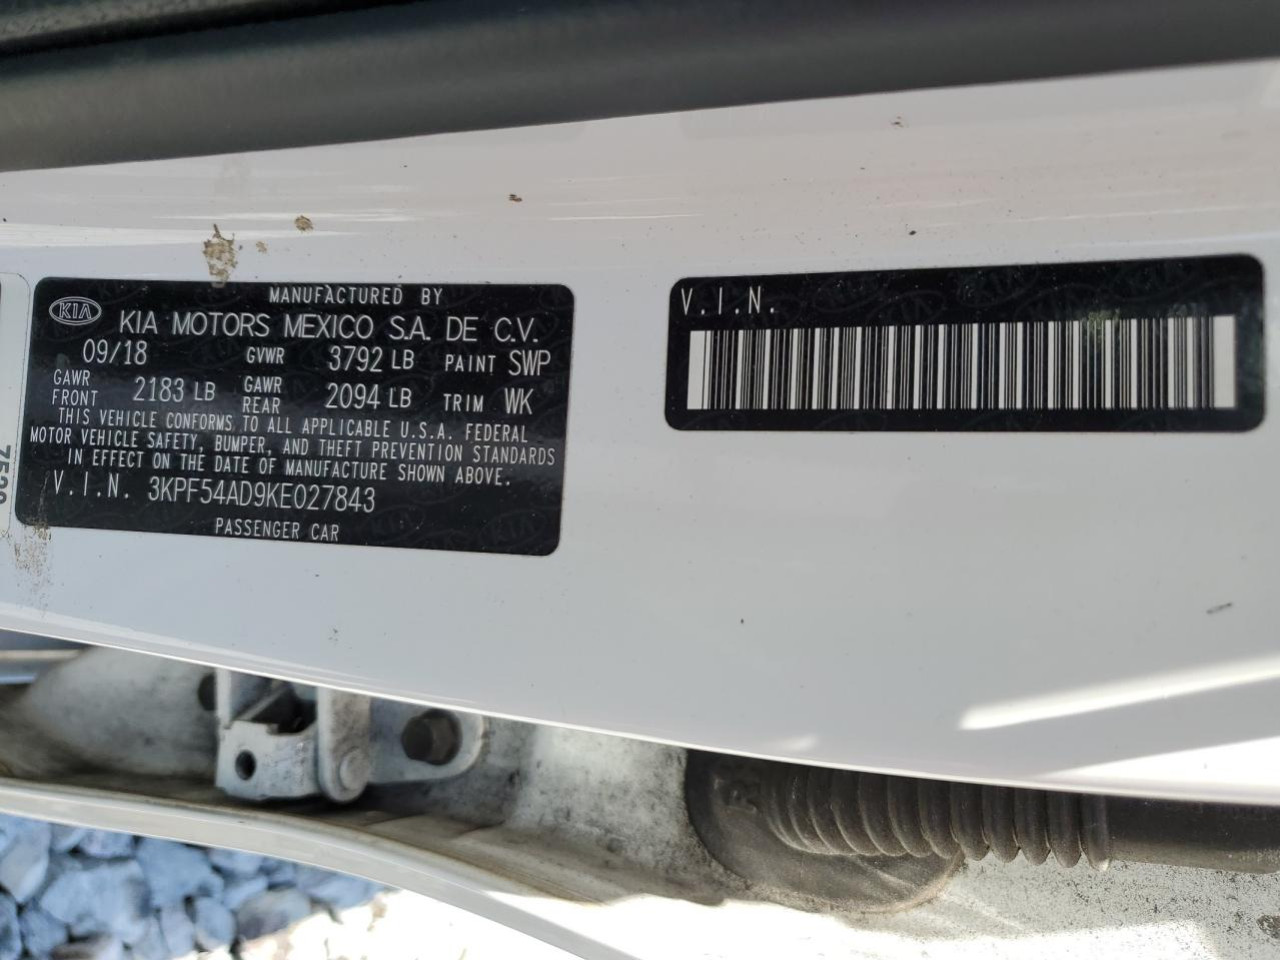 MANUFACTURED BY
KIA
KIA MOTORS MEXICO S.A. DE C.V.
09/18 GVWR 3792 LB PAINT SWP
GAWR FRONT 2183 LB GAWR REAR 2094 LB TRIM WK
THIS VEHICLE CONFORMS TO ALL APPLICABLE U.S.A. FEDERAL
MOTOR VEHICLE SAFETY, BUMPER, AND THEFT PREVENTION STANDARDS
IN EFFECT ON THE DATE OF MANUFACTURE SHOWN ABOVE.
V.I.N. 3KPF54AD9KE027843
PASSENGER CAR
V.I.N.